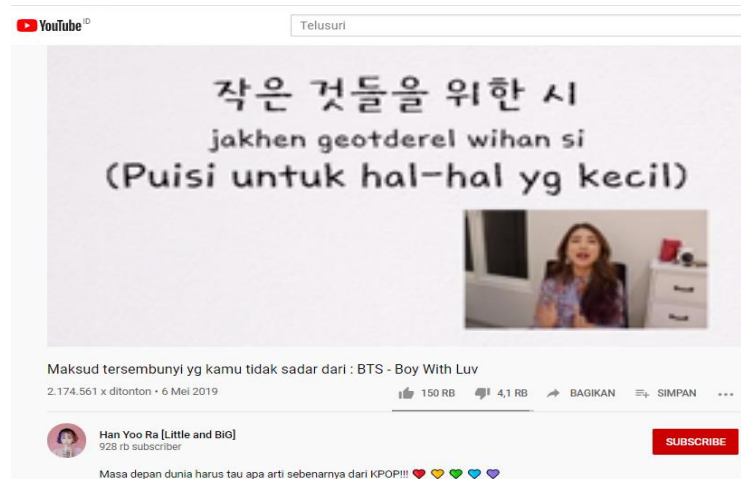 YouTube ID
Telusuri
작은 것들을 위한 시
jakhen geotderel wihan si
(Puisi untuk hal-hal yg kecil)
Maksud tersembunyi yg kamu tidak sadar dari : BTS - Boy With Luv
2.174.561 x ditonton • 6 Mei 2019
150 RB 4,1 RB BAGIKAN SIMPAN
Han Yoo Ra [Little and BiG]
928 rb subscriber
SUBSCRIBE
Masa depan dunia harus tau apa arti sebenarnya dari KPOP!!! ❤️ 🧡 💚 💙 💜